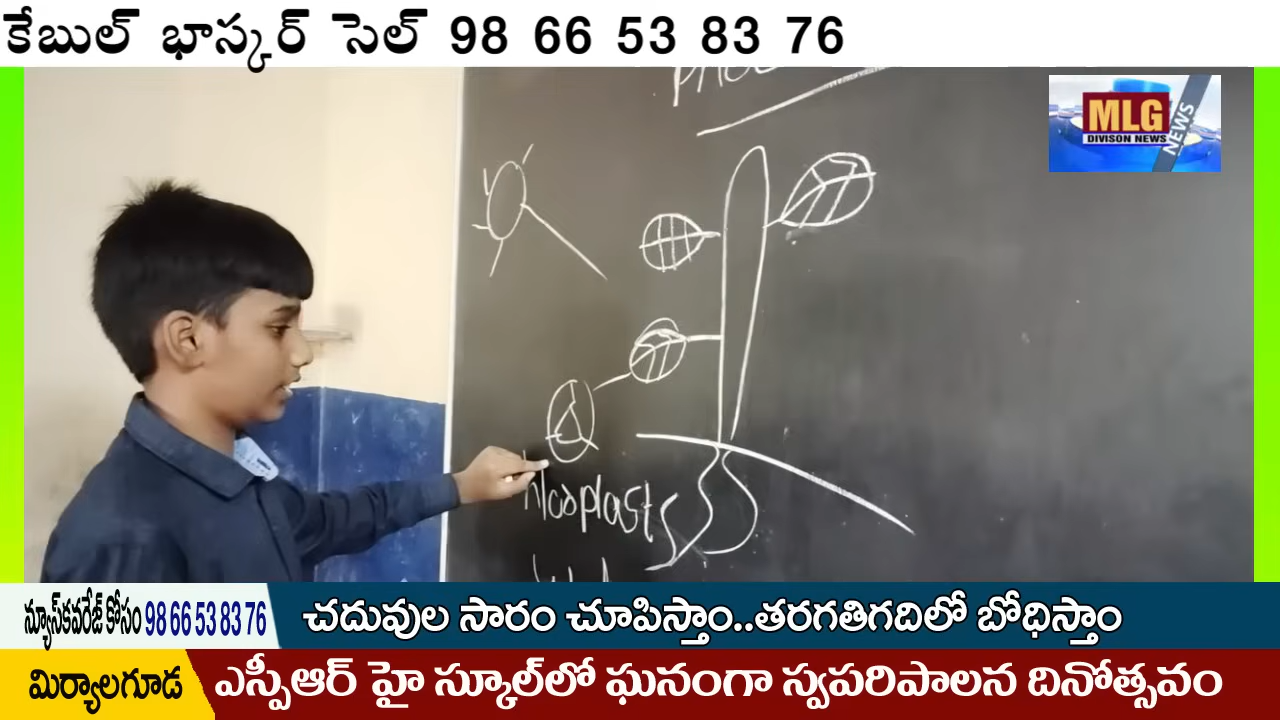 కేబుల్ భాస్కర్ సెల్ 98 66 53 83 76
MLG
DIVISON NEWS
NEWS
hlooplasts
న్యూస్‌కవరేజ్ కోసం 98 66 53 83 76
చదువుల సారం చూపిస్తాం..తరగతిగదిలో బోధిస్తాం
మిర్యాలగూడ
ఎస్పీఆర్ హై స్కూల్‌లో ఘనంగా స్వపరిపాలన దినోత్సవం